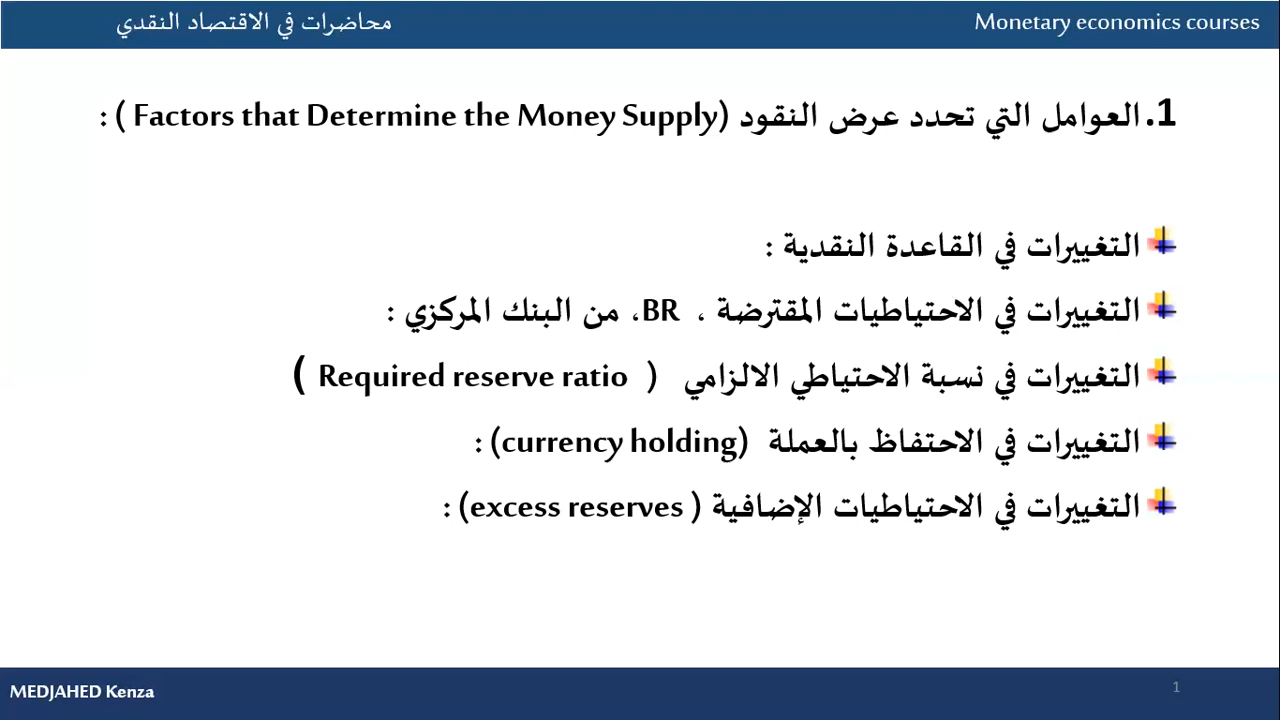 محاضرات في الاقتصاد النقدي
Monetary economics courses
1. العوامل التي تحدد عرض النقود (Factors that Determine the Money Supply ) :
التغييرات في القاعدة النقدية :
التغييرات في الاحتياطيات المقترضة ، BR، من البنك المركزي :
التغييرات في نسبة الاحتياطي الالزامي ( Required reserve ratio )
التغييرات في الاحتفاظ بالعملة (currency holding) :
التغييرات في الاحتياطيات الإضافية ( excess reserves) :
MEDJAHED Kenza
1